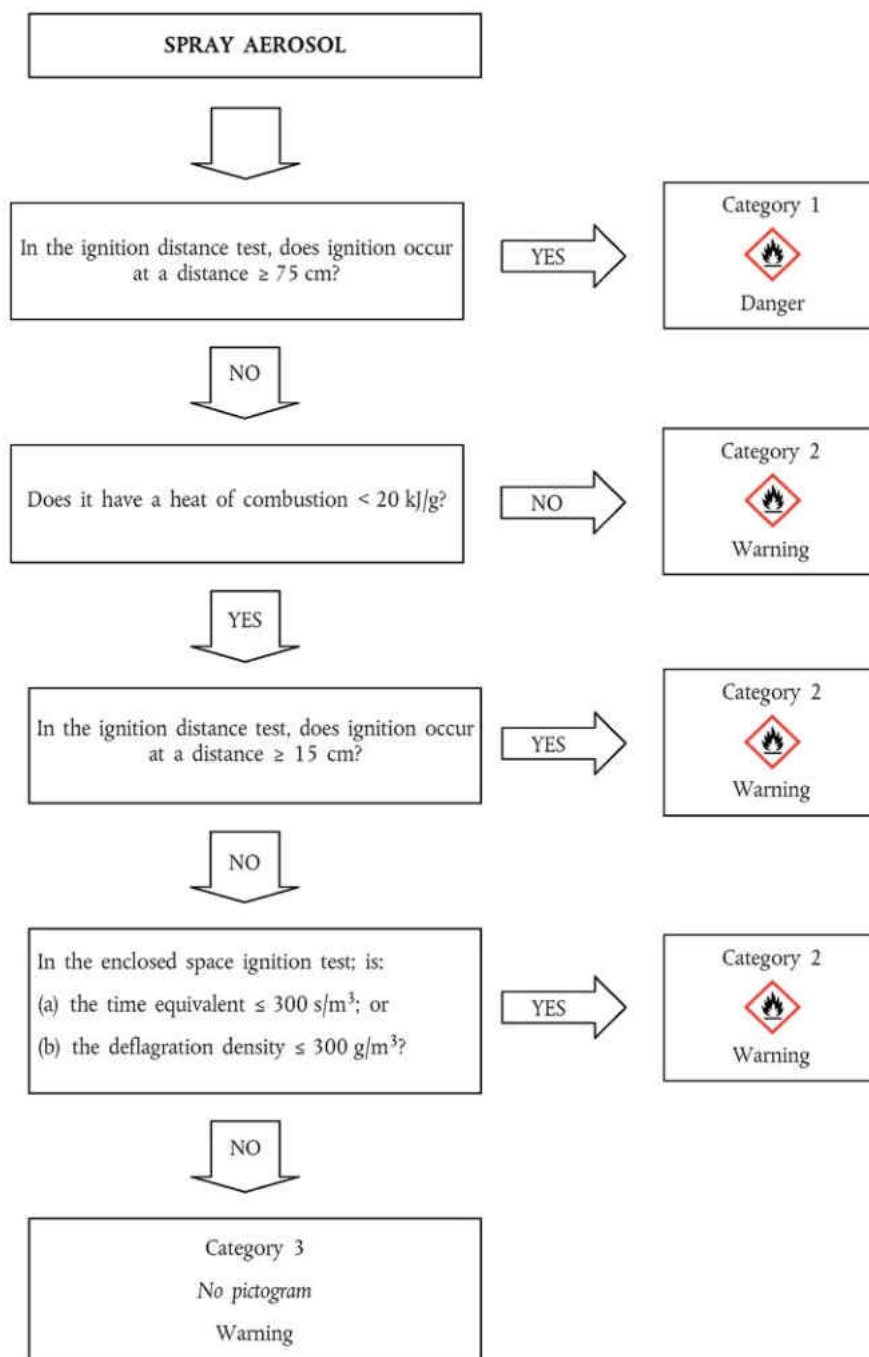 SPRAY AEROSOL
In the ignition distance test, does ignition occur
at a distance ≥ 75 cm?
YES
Category 1
Danger
NO
Does it have a heat of combustion < 20 kJ/g?
NO
Category 2
Warning
YES
In the ignition distance test, does ignition occur
at a distance ≥ 15 cm?
YES
Category 2
Warning
NO
In the enclosed space ignition test; is:
(a) the time equivalent ≤ 300 s/m³; or
(b) the deflagration density ≤ 300 g/m³?
YES
Category 2
Warning
NO
Category 3
No pictogram
Warning